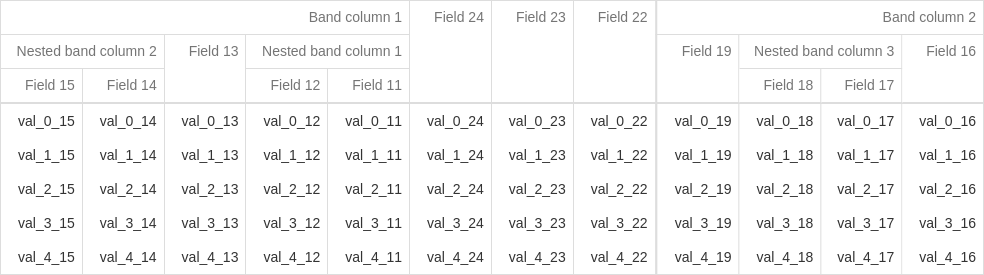 Band column 1 Field 24 Field 23 Field 22 Band column 2
Nested band column 2 Field 13 Nested band column 1 Field 19 Nested band column 3 Field 16
Field 15 Field 14 Field 12 Field 11 Field 18 Field 17
val_0_15 val_0_14 val_0_13 val_0_12 val_0_11 val_0_24 val_0_23 val_0_22 val_0_19 val_0_18 val_0_17 val_0_16
val_1_15 val_1_14 val_1_13 val_1_12 val_1_11 val_1_24 val_1_23 val_1_22 val_1_19 val_1_18 val_1_17 val_1_16
val_2_15 val_2_14 val_2_13 val_2_12 val_2_11 val_2_24 val_2_23 val_2_22 val_2_19 val_2_18 val_2_17 val_2_16
val_3_15 val_3_14 val_3_13 val_3_12 val_3_11 val_3_24 val_3_23 val_3_22 val_3_19 val_3_18 val_3_17 val_3_16
val_4_15 val_4_14 val_4_13 val_4_12 val_4_11 val_4_24 val_4_23 val_4_22 val_4_19 val_4_18 val_4_17 val_4_16